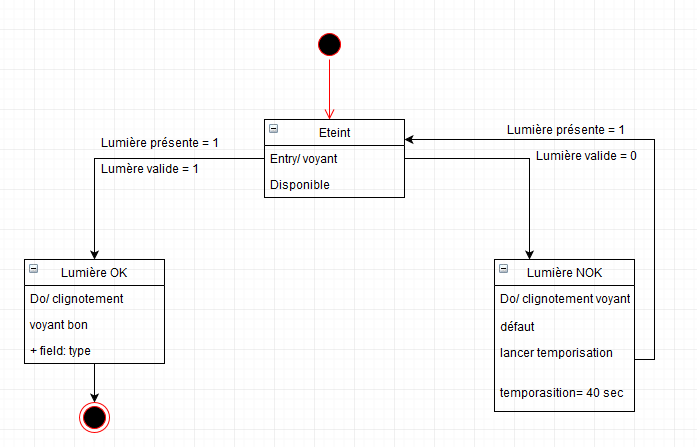 Eteint
Entry/ voyant
Disponible
Lumière présente = 1
Lumère valide = 1
Lumière présente = 1
Lumière valide = 0
Lumière OK
Do/ clignotement
voyant bon
+ field: type
Lumière NOK
Do/ clignotement voyant
défaut
lancer temporisation
temporasition= 40 sec